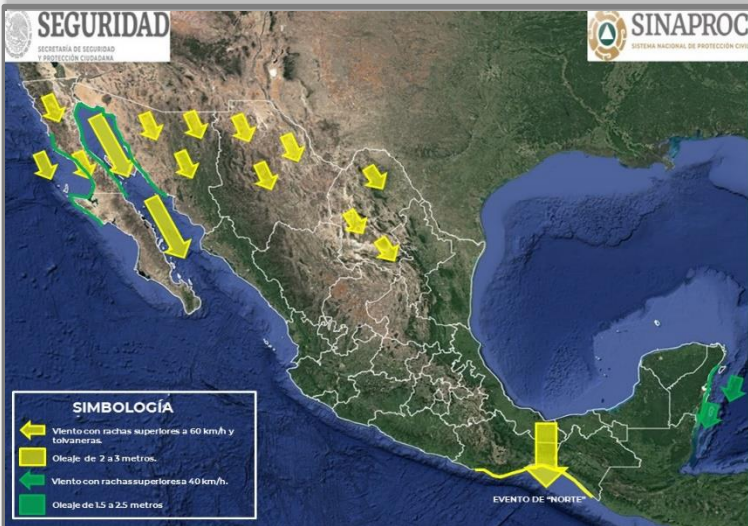 SEGURIDAD
SECRETARÍA DE SEGURIDAD
Y PROTECCIÓN CIUDADANA
SINAPROC
SISTEMA NACIONAL DE PROTECCIÓN CIVIL
SIMBOLOGÍA
Viento con rachas superiores a 60 km/h y
tolvaneras.
Oleaje de 2 a 3 metros.
Viento con rachas superiores a 40 km/h.
Oleaje de 1.5 a 2.5 metros
EVENTO DE "NORTE"